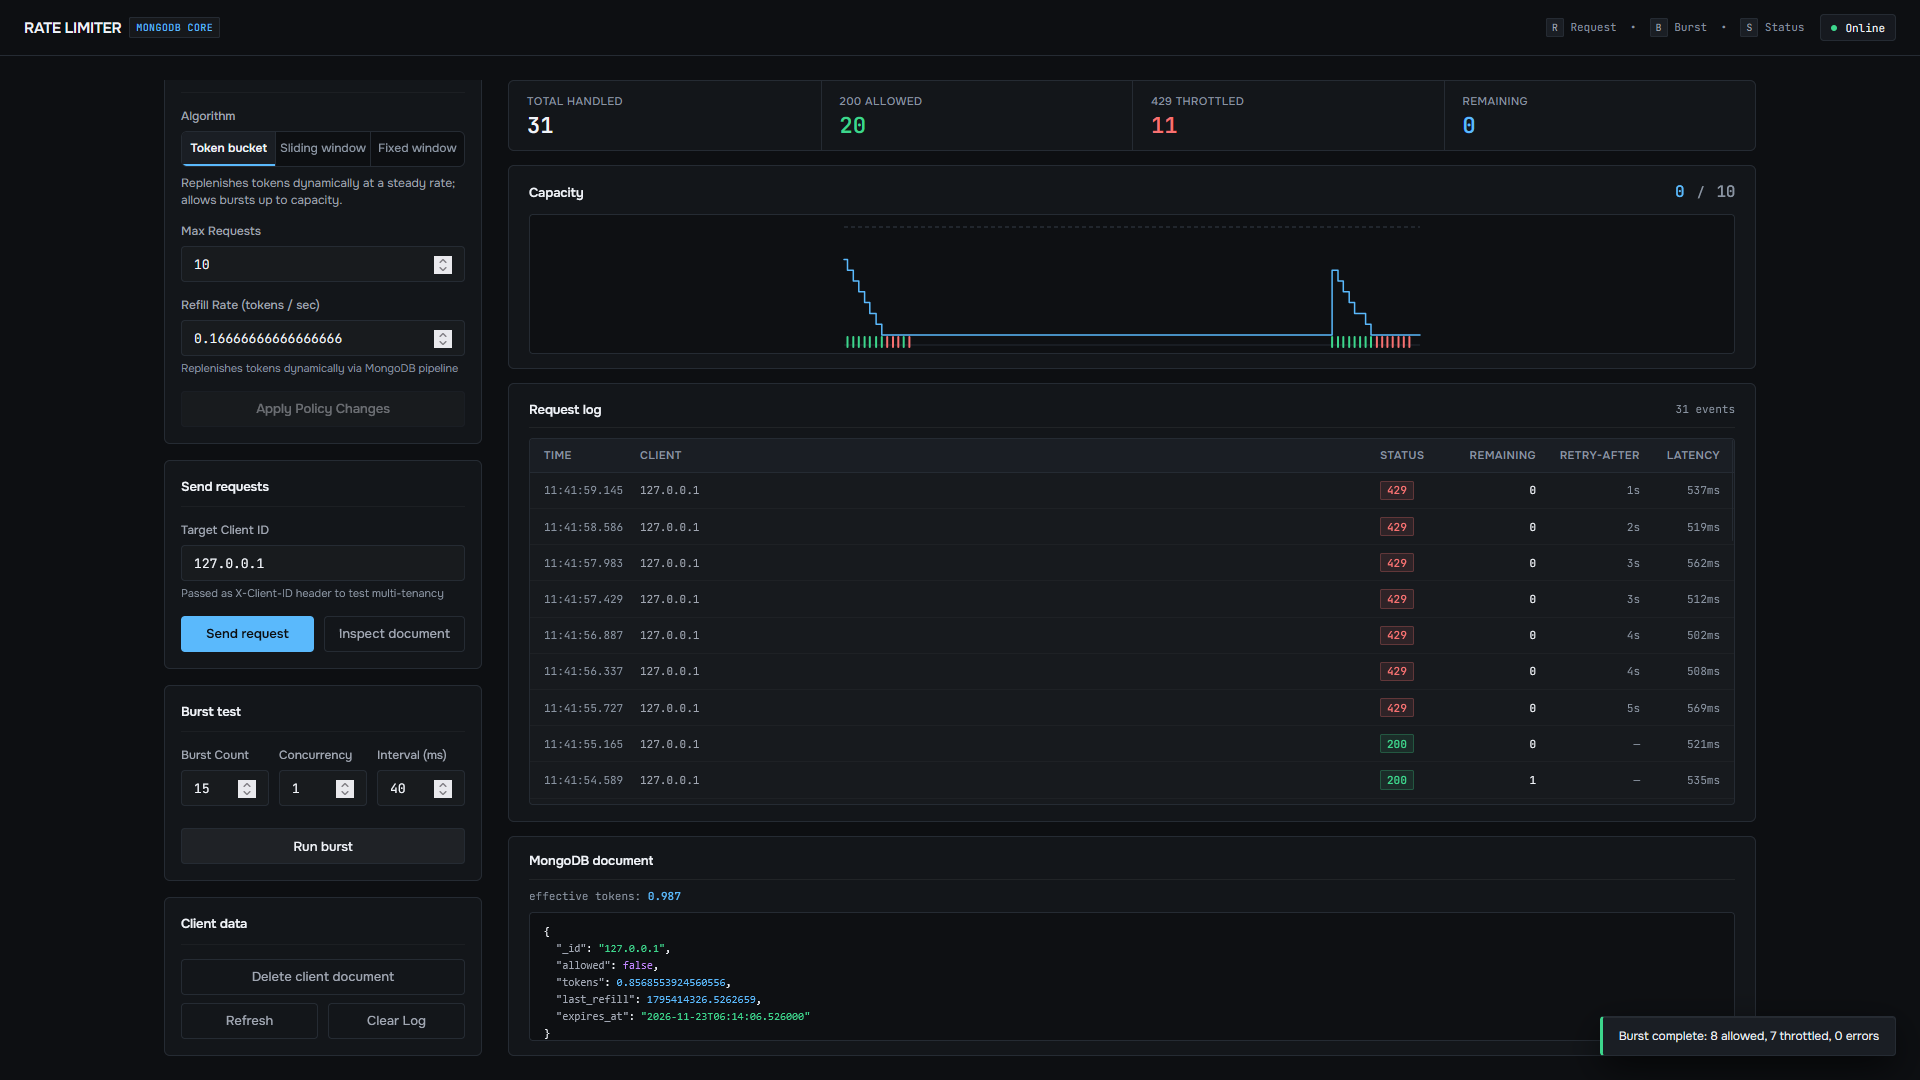 RATE LIMITER MONGODB CORE
R Request • B Burst • S Status
Online
Algorithm
Token bucket Sliding window Fixed window
Replenishes tokens dynamically at a steady rate;
allows bursts up to capacity.
Max Requests
10
Refill Rate (tokens / sec)
0.16666666666666666
Replenishes tokens dynamically via MongoDB pipeline
Apply Policy Changes
Send requests
Target Client ID
127.0.0.1
Passed as X-Client-ID header to test multi-tenancy
Send request Inspect document
Burst test
Burst Count Concurrency Interval (ms)
15 1 40
Run burst
Client data
Delete client document
Refresh Clear Log
TOTAL HANDLED 200 ALLOWED 429 THROTTLED REMAINING
31 20 11 0
Capacity 0 / 10
Request log 31 events
TIME CLIENT STATUS REMAINING RETRY-AFTER LATENCY
11:41:59.145 127.0.0.1 429 0 1s 537ms
11:41:58.586 127.0.0.1 429 0 2s 519ms
11:41:57.983 127.0.0.1 429 0 3s 562ms
11:41:57.429 127.0.0.1 429 0 3s 512ms
11:41:56.887 127.0.0.1 429 0 4s 502ms
11:41:56.337 127.0.0.1 429 0 4s 508ms
11:41:55.727 127.0.0.1 429 0 5s 569ms
11:41:55.165 127.0.0.1 200 0 — 521ms
11:41:54.589 127.0.0.1 200 1 — 535ms
MongoDB document
effective tokens: 0.987
{
"_id": "127.0.0.1",
"allowed": false,
"tokens": 0.8568553924560556,
"last_refill": 1795414326.5262659,
"expires_at": "2026-11-23T06:14:06.526000"
}
Burst complete: 8 allowed, 7 throttled, 0 errors